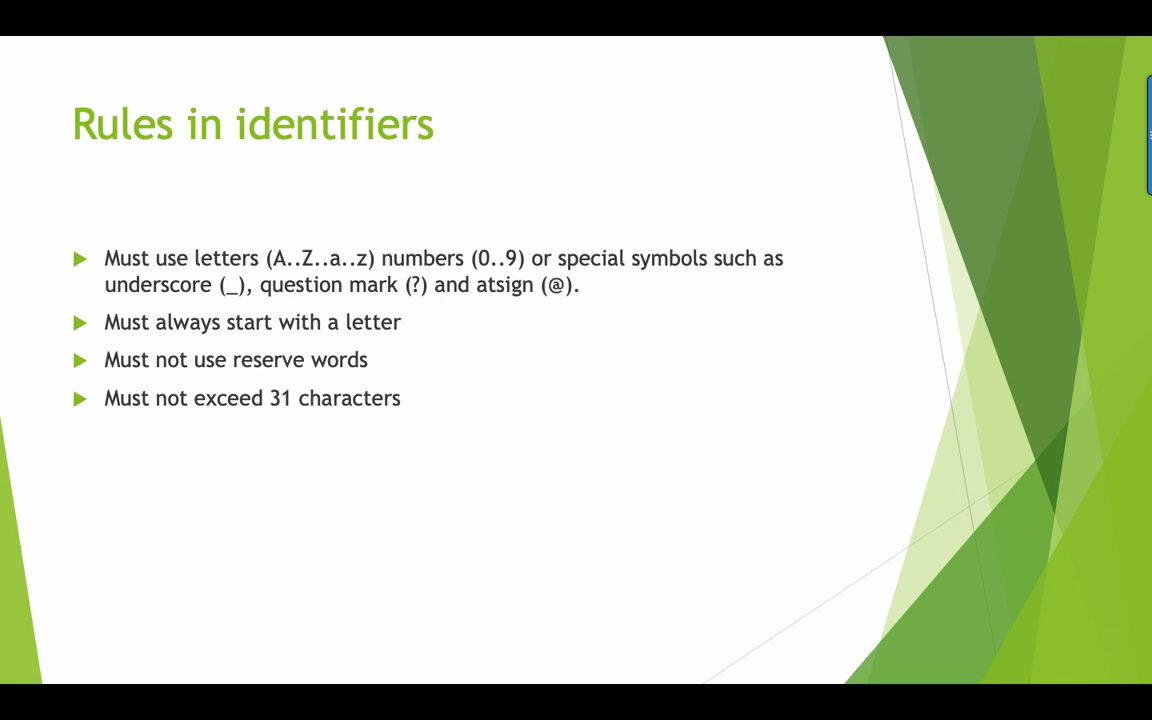 Rules in identifiers
Must use letters (A..Z..a..z) numbers (0..9) or special symbols such as
underscore (_), question mark (?) and atsign (@).
Must always start with a letter
Must not use reserve words
Must not exceed 31 characters